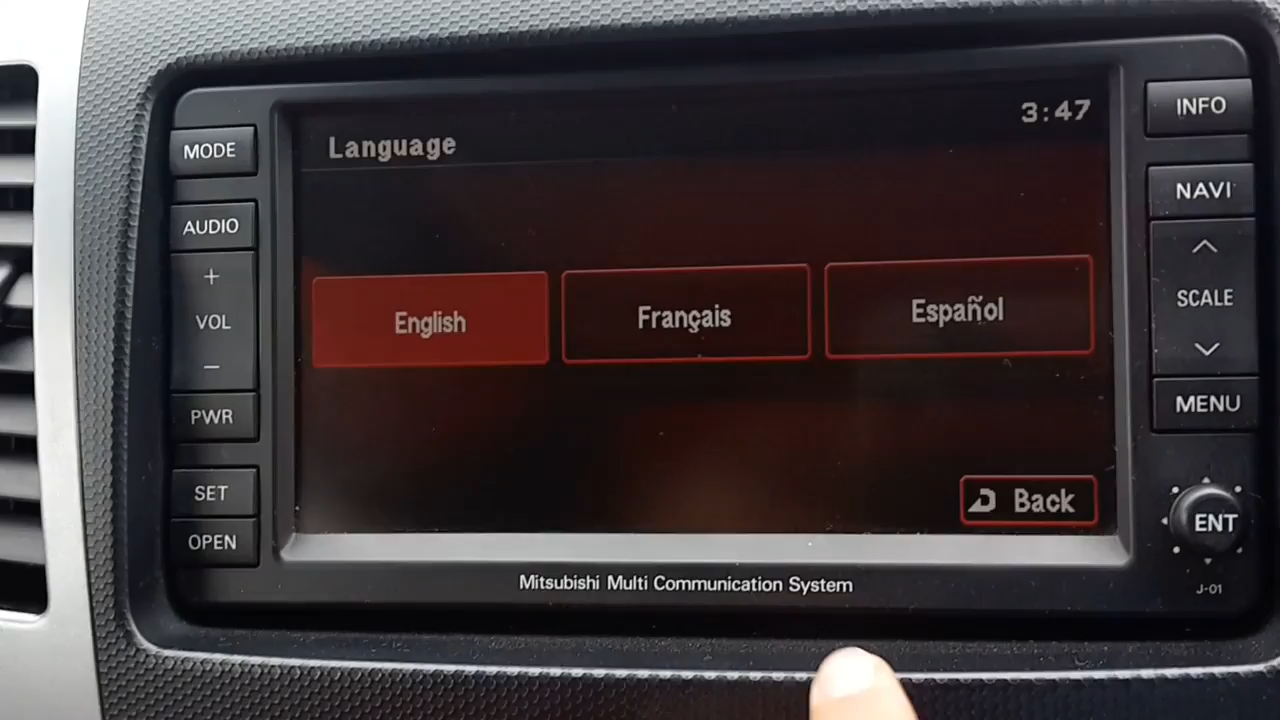 3:47
Language
English
Français
Español
Back
MODE
AUDIO
+
VOL
−
PWR
SET
OPEN
INFO
NAVI
SCALE
MENU
ENT
J-01
Mitsubishi Multi Communication System